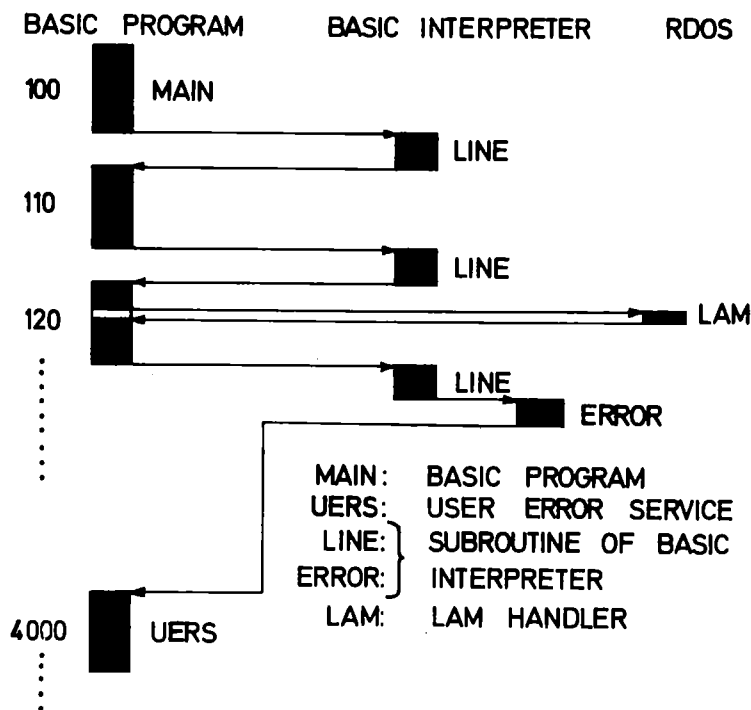 BASIC PROGRAM BASIC INTERPRETER RDOS
100 MAIN
LINE
110
LINE
120 LAM
LINE
ERROR
MAIN: BASIC PROGRAM
UERS: USER ERROR SERVICE
LINE: SUBROUTINE OF BASIC
ERROR: INTERPRETER
LAM: LAM HANDLER
4000 UERS